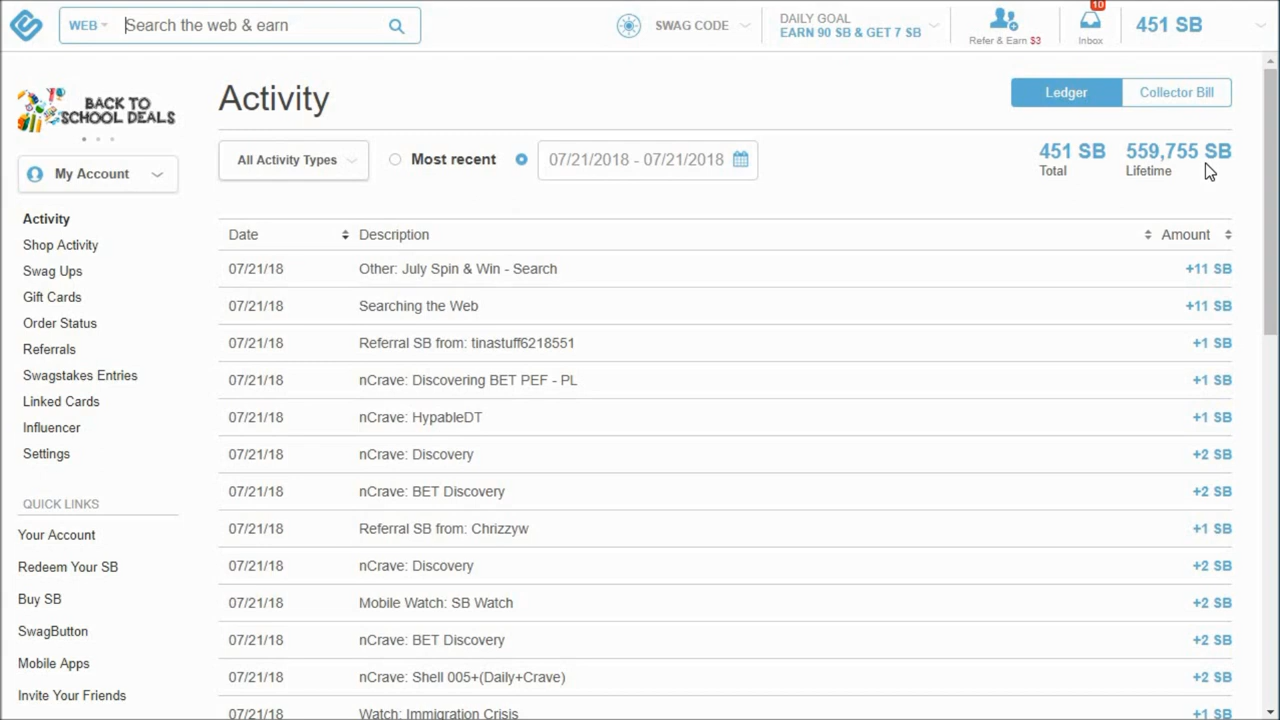 WEB Search the web & earn
SWAG CODE
DAILY GOAL
EARN 90 SB & GET 7 SB
Refer & Earn $3
10
Inbox
451 SB
BACK TO
SCHOOL DEALS
My Account
Activity
Shop Activity
Swag Ups
Gift Cards
Order Status
Referrals
Swagstakes Entries
Linked Cards
Influencer
Settings
QUICK LINKS
Your Account
Redeem Your SB
Buy SB
SwagButton
Mobile Apps
Invite Your Friends
Activity
Ledger Collector Bill
All Activity Types Most recent 07/21/2018 - 07/21/2018
451 SB 559,755 SB
Total Lifetime
Date Description Amount
07/21/18 Other: July Spin & Win - Search +11 SB
07/21/18 Searching the Web +11 SB
07/21/18 Referral SB from: tinastuff6218551 +1 SB
07/21/18 nCrave: Discovering BET PEF - PL +1 SB
07/21/18 nCrave: HypableDT +1 SB
07/21/18 nCrave: Discovery +2 SB
07/21/18 nCrave: BET Discovery +2 SB
07/21/18 Referral SB from: Chrizzyw +1 SB
07/21/18 nCrave: Discovery +2 SB
07/21/18 Mobile Watch: SB Watch +2 SB
07/21/18 nCrave: BET Discovery +2 SB
07/21/18 nCrave: Shell 005+(Daily+Crave) +2 SB
07/21/18 Watch: Immigration Crisis +1 SB